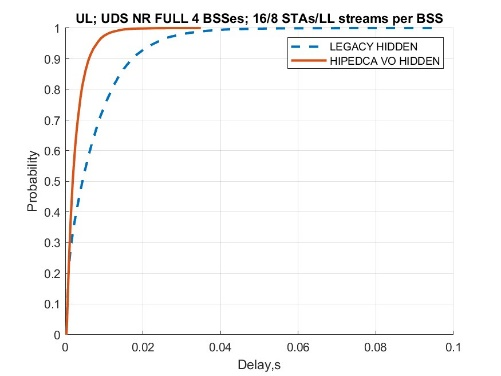 UL; UDS NR FULL 4 BSSes; 16/8 STAs/LL streams per BSS
LEGACY HIDDEN
HIPEDCA VO HIDDEN
Probability
1
0.9
0.8
0.7
0.6
0.5
0.4
0.3
0.2
0.1
0
0 0.02 0.04 0.06 0.08 0.1
Delay,s